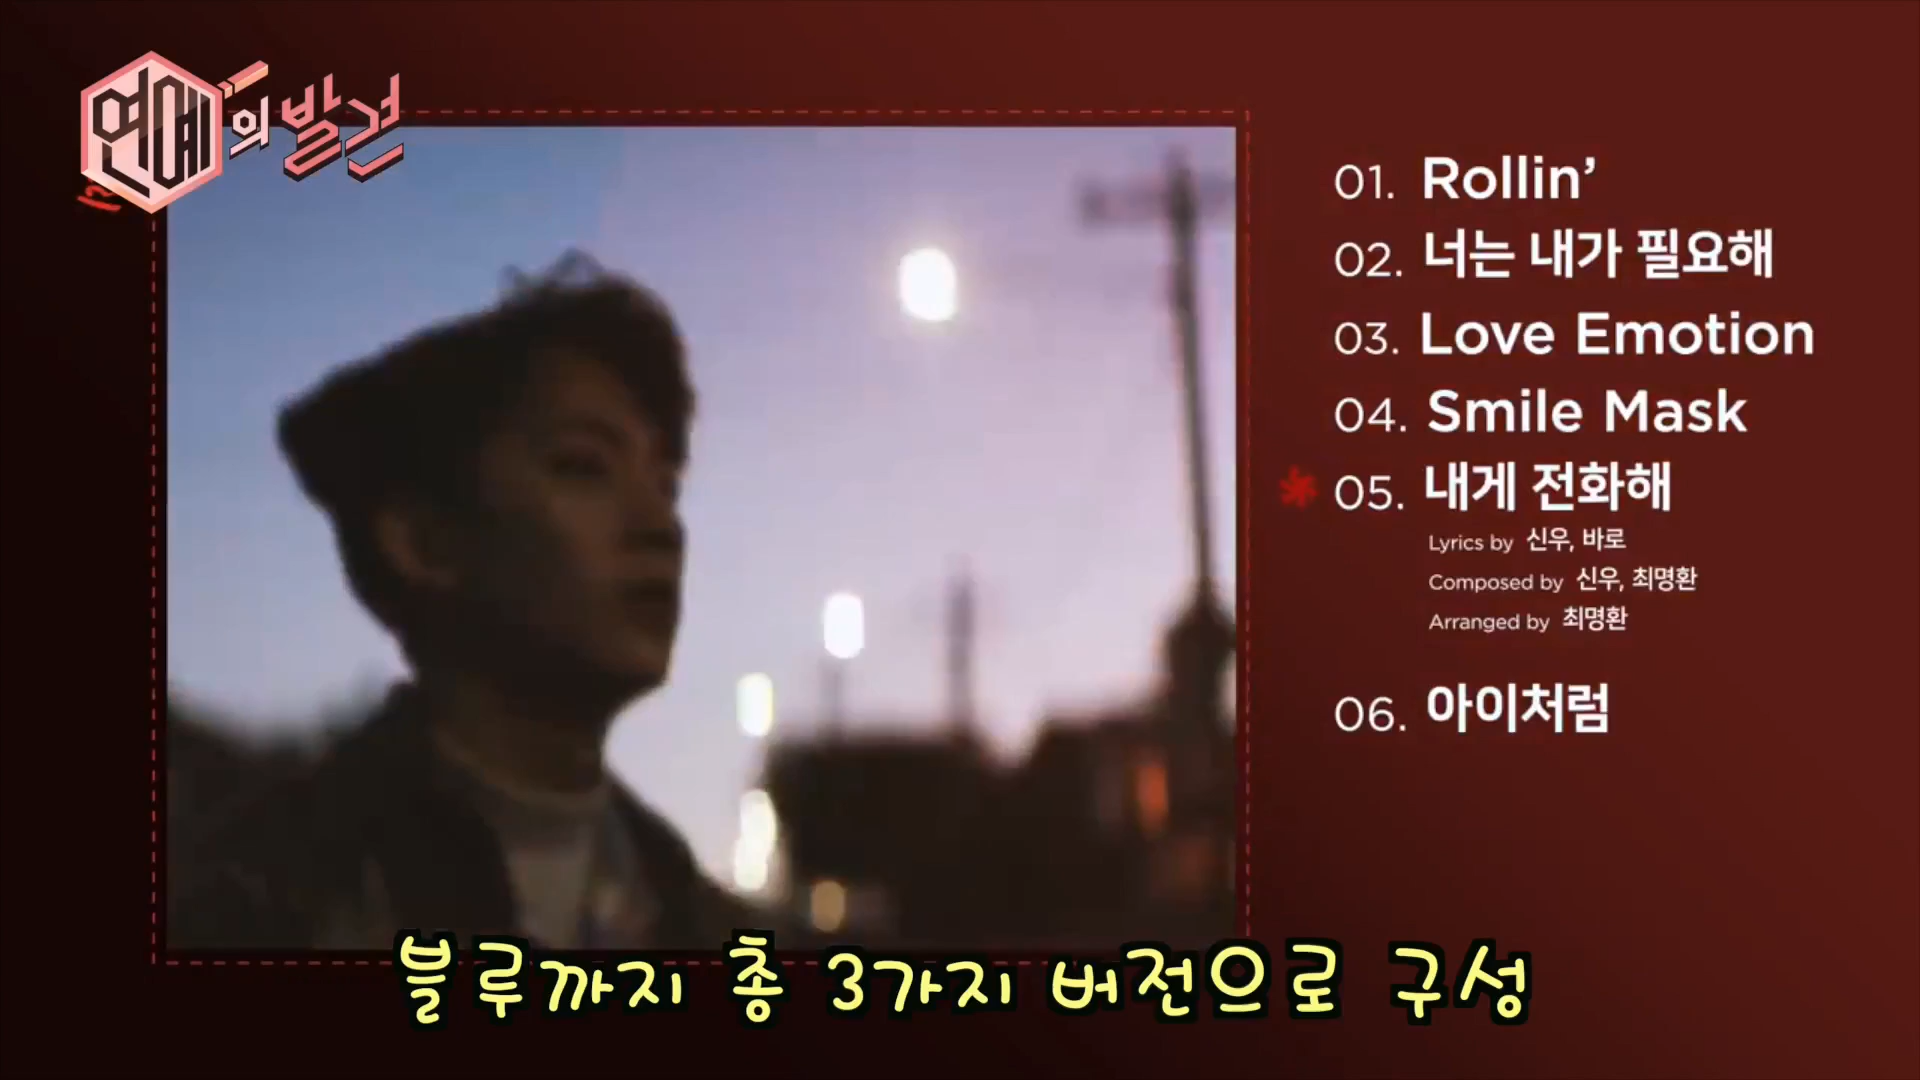 연예의 발견
01. Rollin’
02. 너는 내가 필요해
03. Love Emotion
04. Smile Mask
* 05. 내게 전화해
Lyrics by 신우, 바로
Composed by 신우, 최명환
Arranged by 최명환
06. 아이처럼
블루까지 총 3가지 버전으로 구성